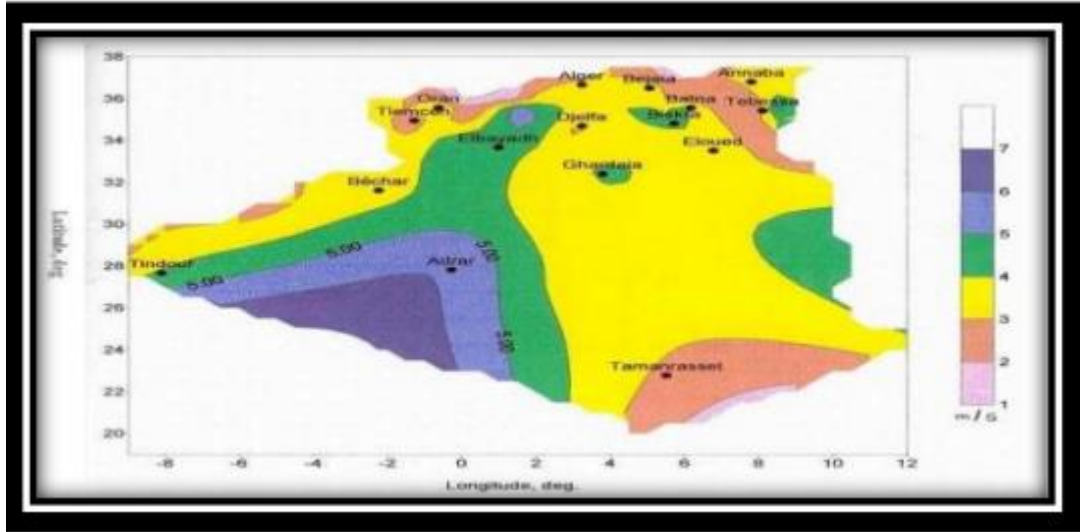 38
36
34
32
30
28
26
24
22
20
Latitude, deg.
-8 -6 -4 -2 0 2 4 6 8 10 12
Longitude, deg.
Alger
Bejaia
Annaba
Oran
Batna
Tebessa
Tlemcen
Djelfa
Biskra
Elbayadh
Eloued
Ghardaia
Béchar
5.00
5.00
Tindouf
Adrar
5.00
5.00
Tamanrasset
7
6
5
4
3
2
1
m / s